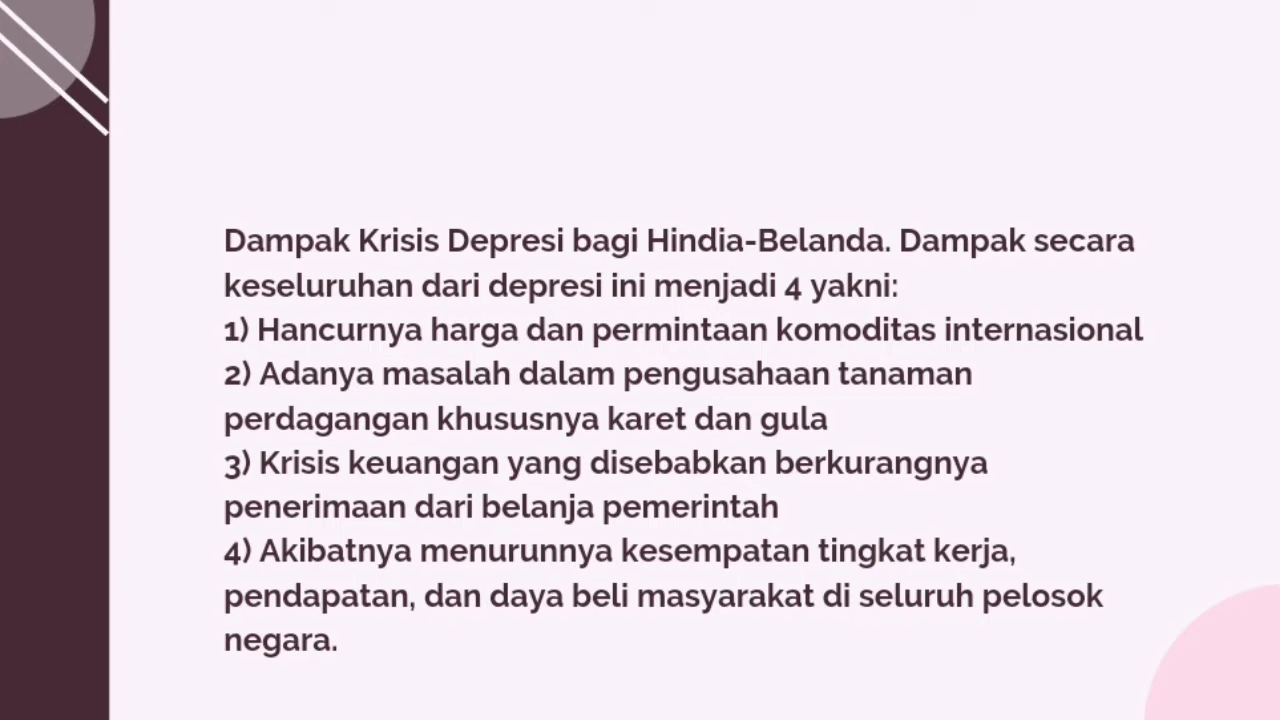 Dampak Krisis Depresi bagi Hindia-Belanda. Dampak secara
keseluruhan dari depresi ini menjadi 4 yakni:
1) Hancurnya harga dan permintaan komoditas internasional
2) Adanya masalah dalam pengusahaan tanaman
perdagangan khususnya karet dan gula
3) Krisis keuangan yang disebabkan berkurangnya
penerimaan dari belanja pemerintah
4) Akibatnya menurunnya kesempatan tingkat kerja,
pendapatan, dan daya beli masyarakat di seluruh pelosok
negara.